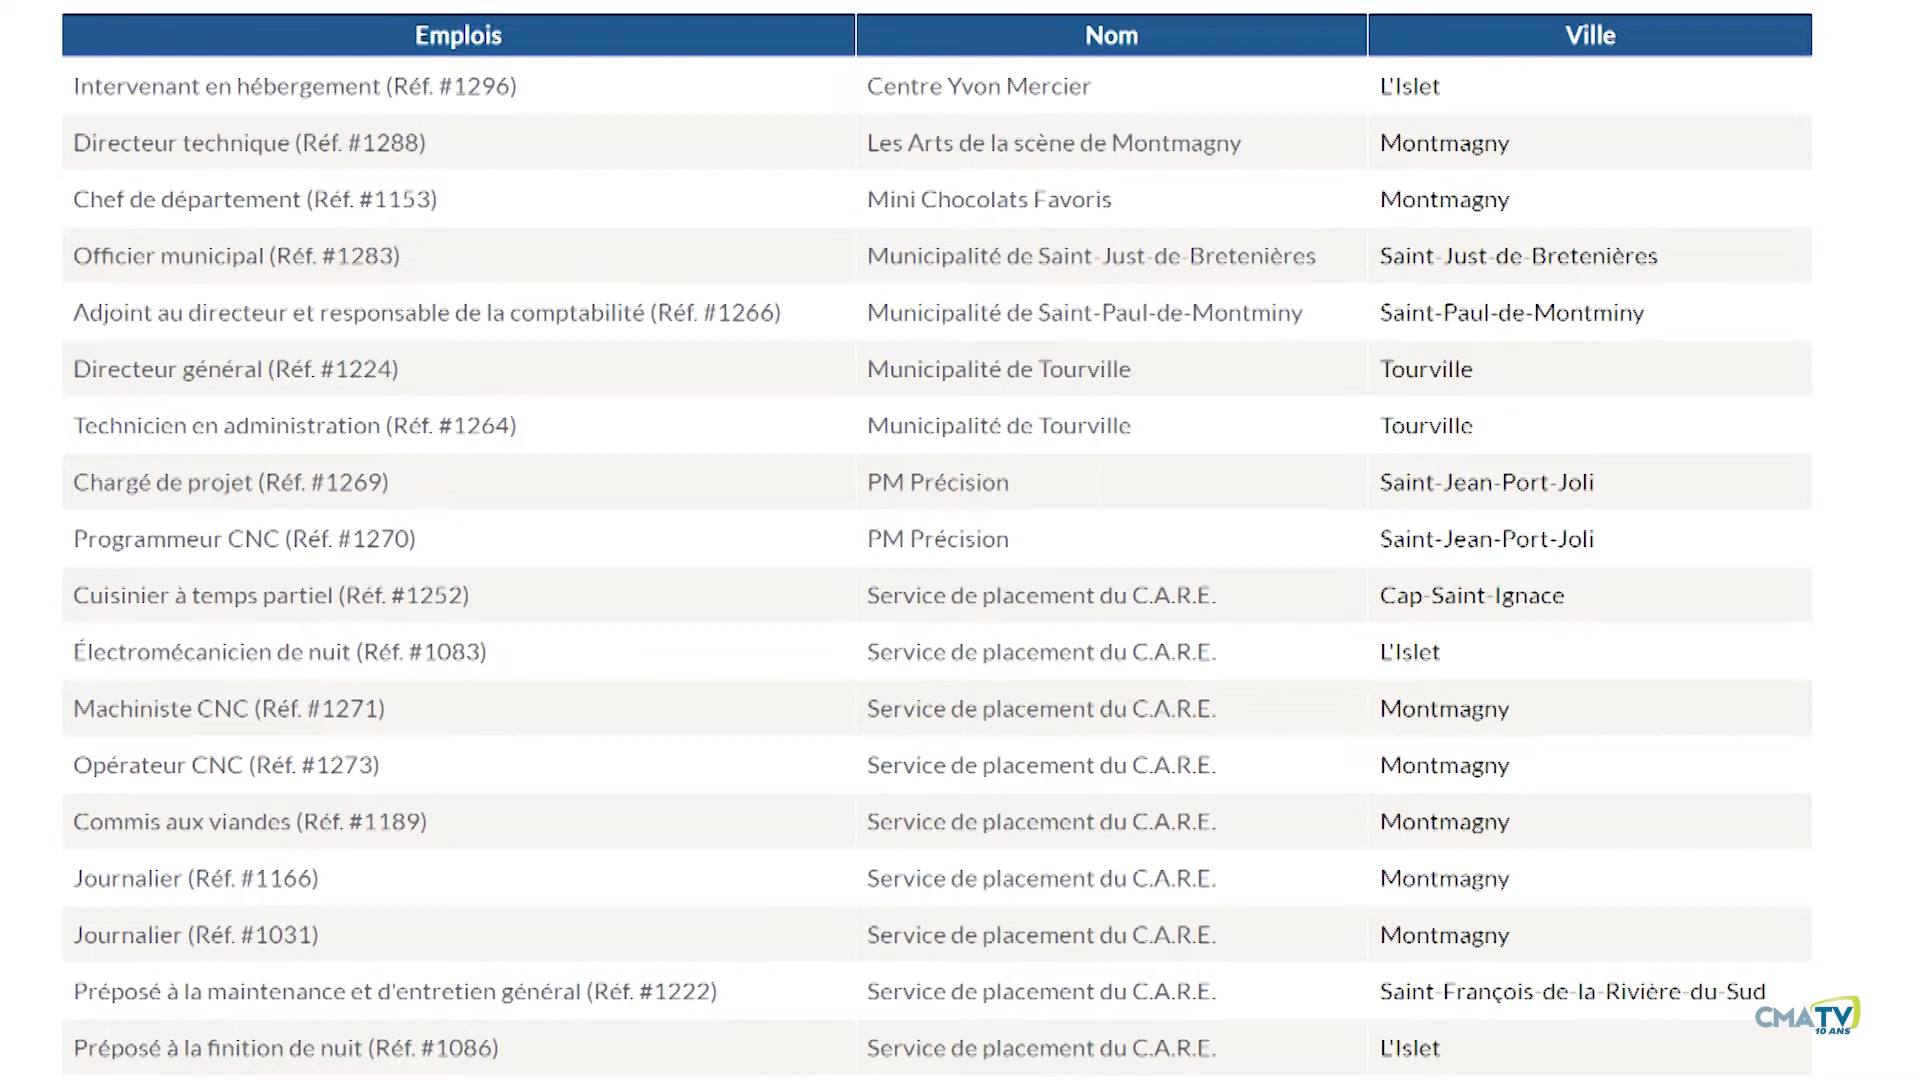 Emplois Nom Ville
Intervenant en hébergement (Réf. #1296) Centre Yvon Mercier L'Islet
Directeur technique (Réf. #1288) Les Arts de la scène de Montmagny Montmagny
Chef de département (Réf. #1153) Mini Chocolats Favoris Montmagny
Officier municipal (Réf. #1283) Municipalité de Saint-Just-de-Bretenières Saint-Just-de-Bretenières
Adjoint au directeur et responsable de la comptabilité (Réf. #1266) Municipalité de Saint-Paul-de-Montminy Saint-Paul-de-Montminy
Directeur général (Réf. #1224) Municipalité de Tourville Tourville
Technicien en administration (Réf. #1264) Municipalité de Tourville Tourville
Chargé de projet (Réf. #1269) PM Précision Saint-Jean-Port-Joli
Programmeur CNC (Réf. #1270) PM Précision Saint-Jean-Port-Joli
Cuisinier à temps partiel (Réf. #1252) Service de placement du C.A.R.E. Cap-Saint-Ignace
Électromécanicien de nuit (Réf. #1083) Service de placement du C.A.R.E. L'Islet
Machiniste CNC (Réf. #1271) Service de placement du C.A.R.E. Montmagny
Opérateur CNC (Réf. #1273) Service de placement du C.A.R.E. Montmagny
Commis aux viandes (Réf. #1189) Service de placement du C.A.R.E. Montmagny
Journalier (Réf. #1166) Service de placement du C.A.R.E. Montmagny
Journalier (Réf. #1031) Service de placement du C.A.R.E. Montmagny
Préposé à la maintenance et d'entretien général (Réf. #1222) Service de placement du C.A.R.E. Saint-François-de-la-Rivière-du-Sud
CMATV
10 ANS
Préposé à la finition de nuit (Réf. #1086) Service de placement du C.A.R.E. L'Islet